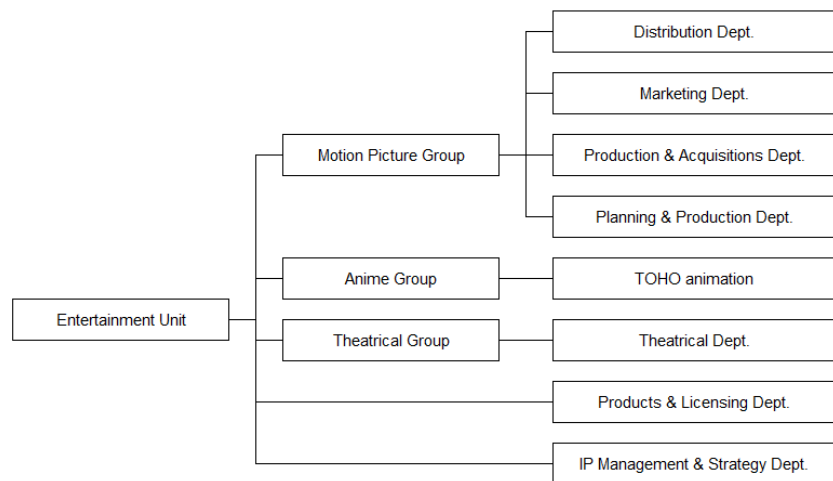 Distribution Dept.
Marketing Dept.
Motion Picture Group
Production & Acquisitions Dept.
Planning & Production Dept.
Anime Group
TOHO animation
Entertainment Unit
Theatrical Group
Theatrical Dept.
Products & Licensing Dept.
IP Management & Strategy Dept.